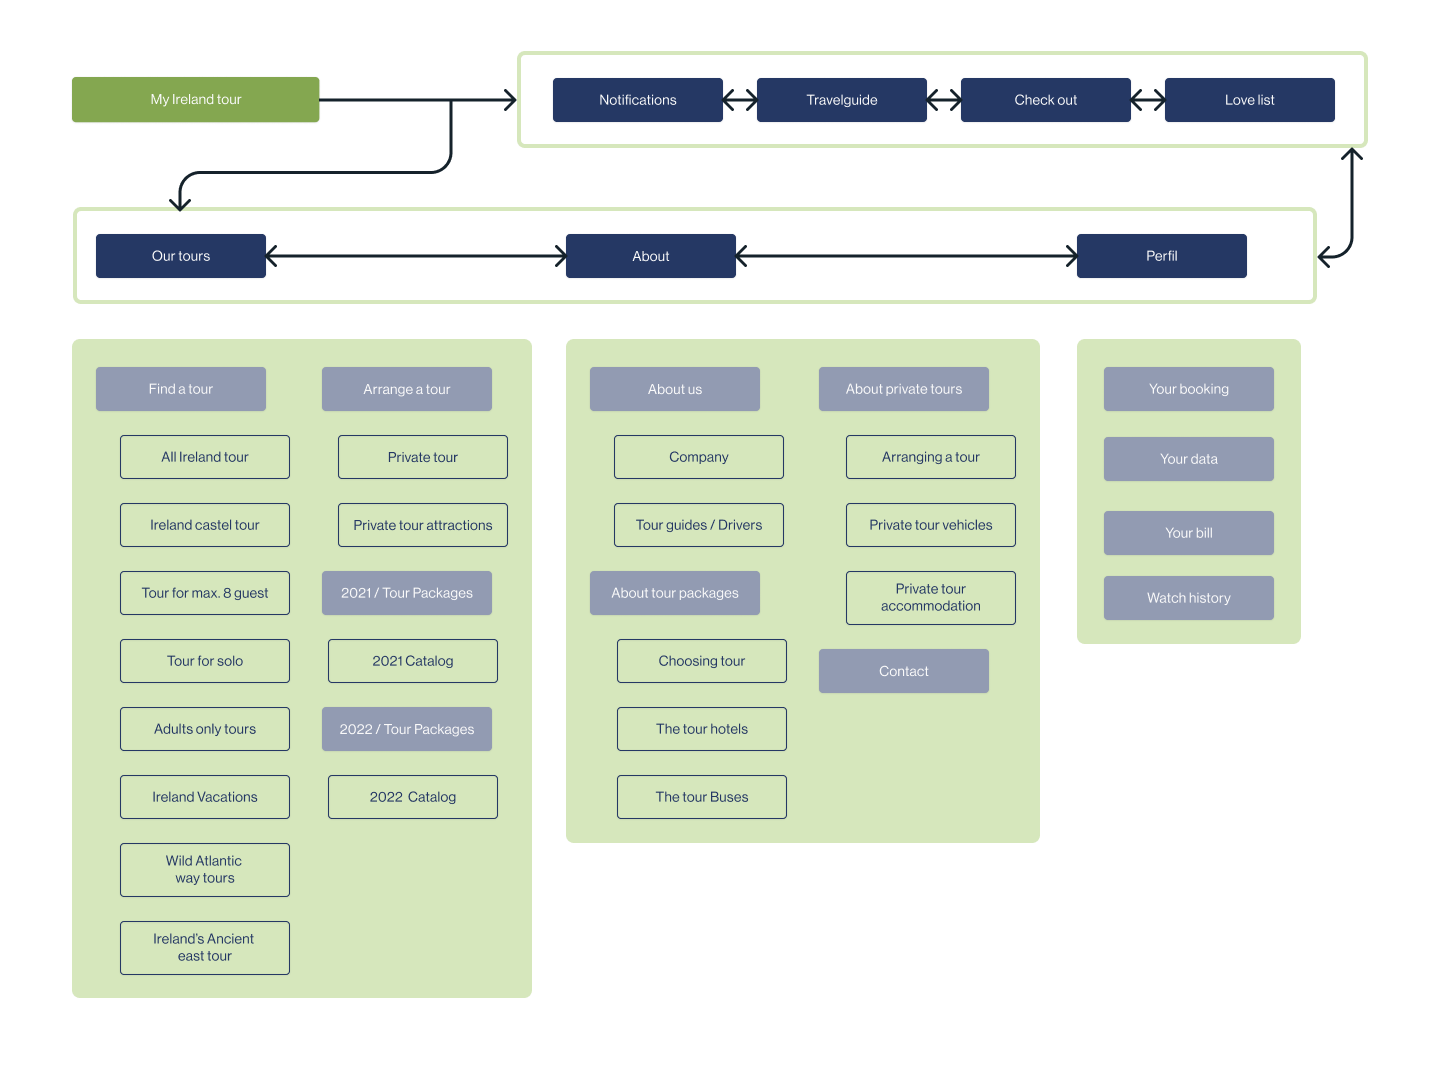 My Ireland tour
Notifications
Travelguide
Check out
Love list
Our tours
About
Perfil
Find a tour
All Ireland tour
Ireland castel tour
Tour for max. 8 guest
Tour for solo
Adults only tours
Ireland Vacations
Wild Atlantic
way tours
Ireland's Ancient
east tour
Arrange a tour
Private tour
Private tour attractions
2021 / Tour Packages
2021 Catalog
2022 / Tour Packages
2022 Catalog
About us
Company
Tour guides / Drivers
About tour packages
Choosing tour
The tour hotels
The tour Buses
About private tours
Arranging a tour
Private tour vehicles
Private tour
accommodation
Contact
Your booking
Your data
Your bill
Watch history